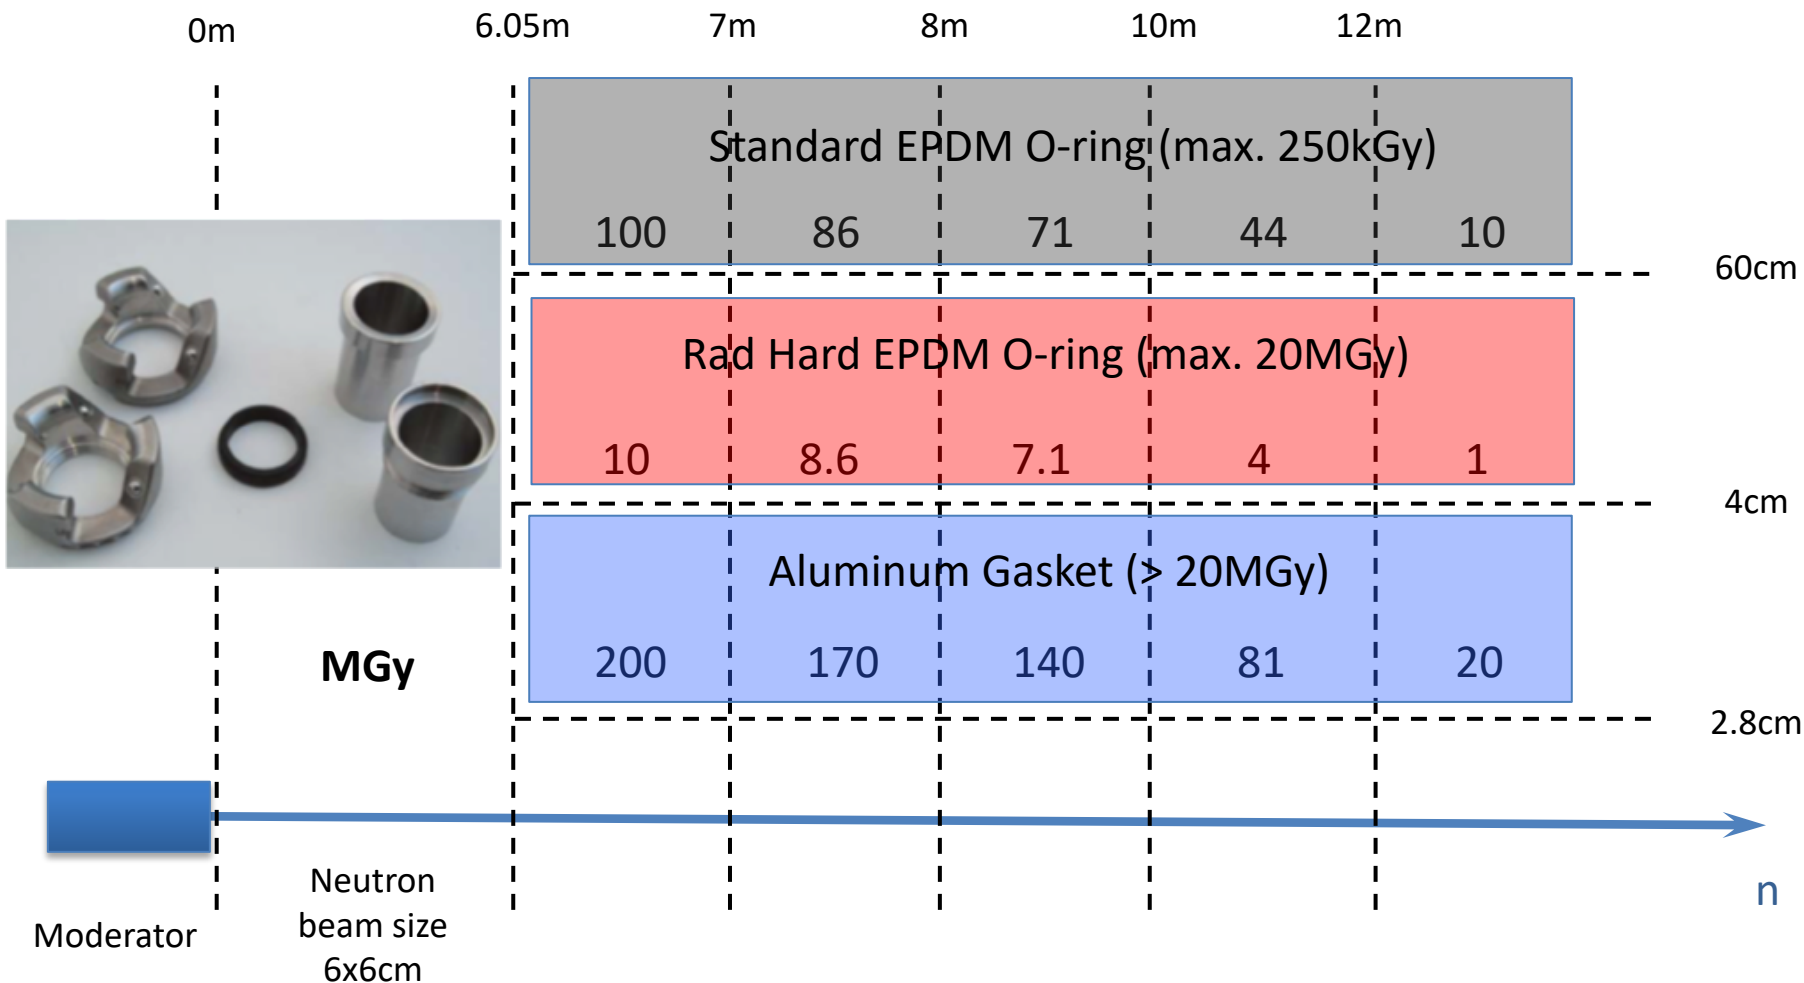 0m 6.05m 7m 8m 10m 12m
Standard EPDM O-ring (max. 250kGy)
100 86 71 44 10
60cm
Rad Hard EPDM O-ring (max. 20MGy)
10 8.6 7.1 4 1
4cm
Aluminum Gasket (> 20MGy)
MGy 200 170 140 81 20
2.8cm
Neutron
beam size
6x6cm
n
Moderator